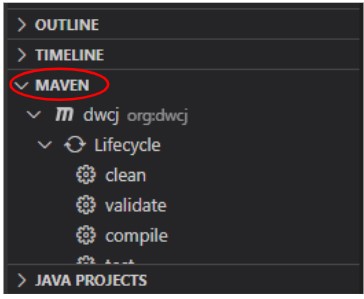 OUTLINE
TIMELINE
MAVEN
m dwcj org:dwcj
Lifecycle
clean
validate
compile
JAVA PROJECTS